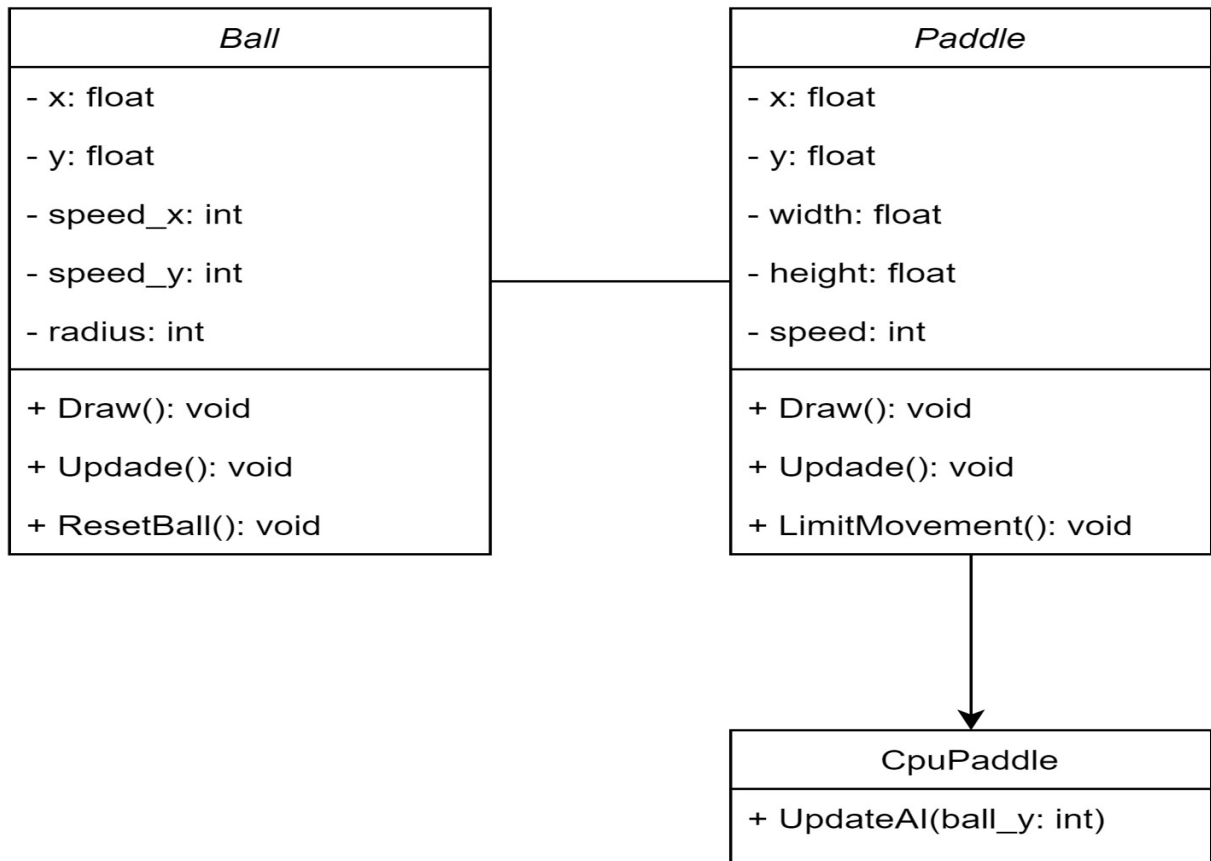 Ball
- x: float
- y: float
- speed_x: int
- speed_y: int
- radius: int
+ Draw(): void
+ Updade(): void
+ ResetBall(): void
Paddle
- x: float
- y: float
- width: float
- height: float
- speed: int
+ Draw(): void
+ Updade(): void
+ LimitMovement(): void
CpuPaddle
+ UpdateAI(ball_y: int)